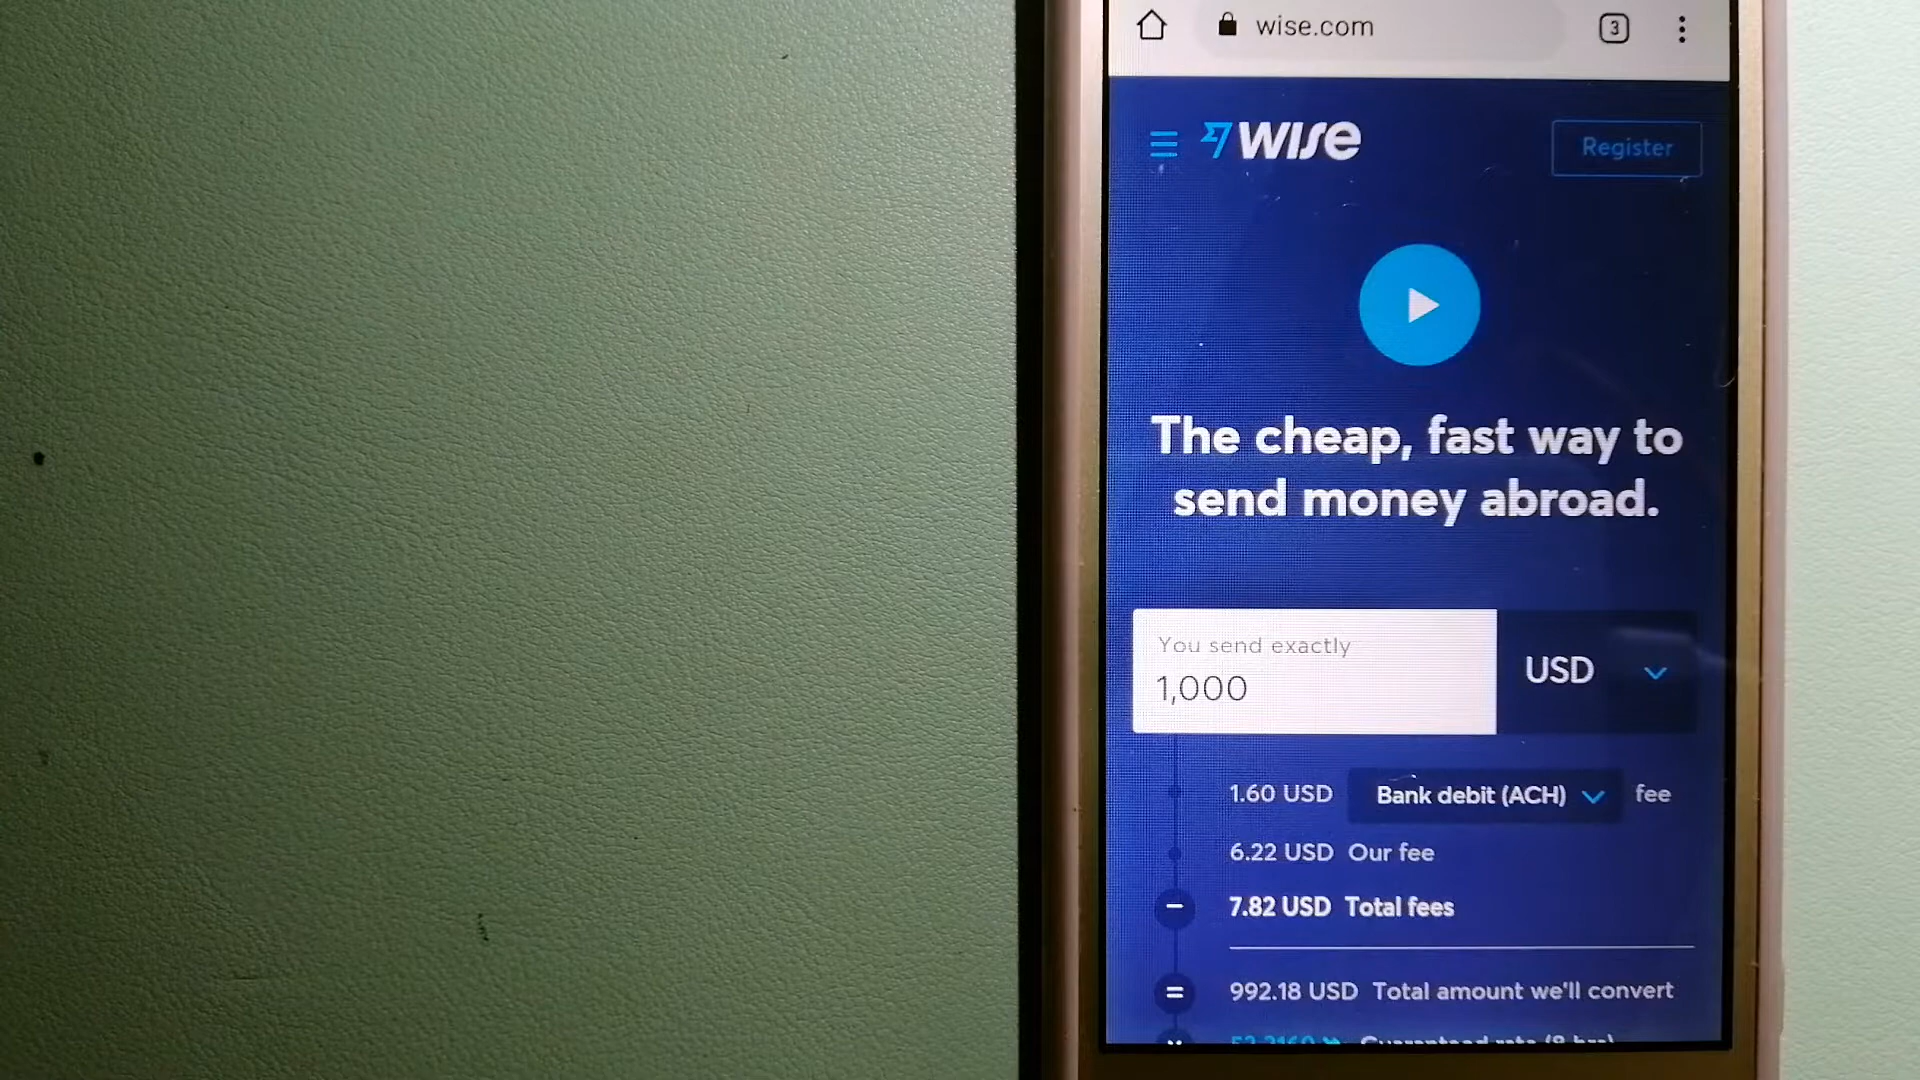 wise.com
3
wise
Register
The cheap, fast way to
send money abroad.
You send exactly
1,000
USD
1.60 USD Bank debit (ACH) fee
6.22 USD Our fee
7.82 USD Total fees
992.18 USD Total amount we'll convert